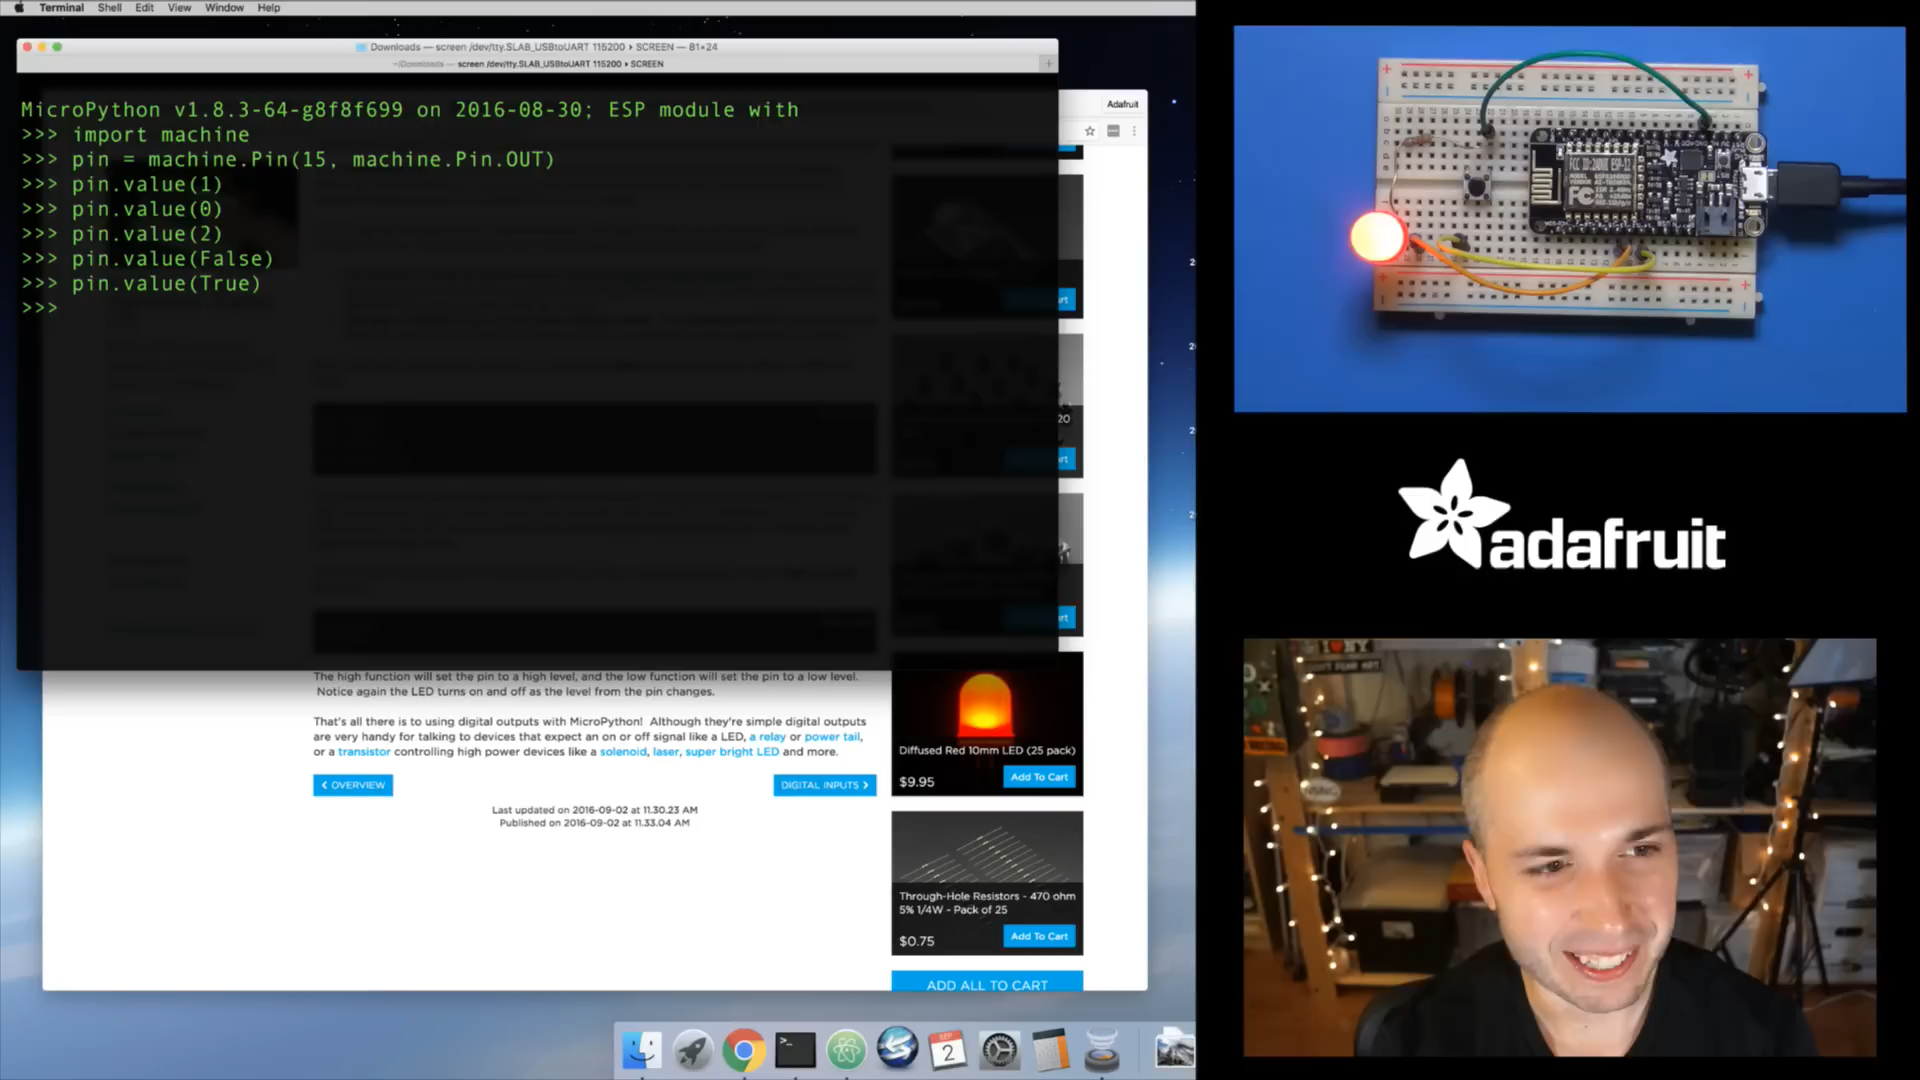 Terminal Shell Edit View Window Help
Downloads — screen /dev/tty.SLAB_USBtoUART 115200 ▸ SCREEN — 81×24
~/Downloads — screen /dev/tty.SLAB_USBtoUART 115200 ▸ SCREEN
MicroPython v1.8.3-64-g8f8f699 on 2016-08-30; ESP module with
>>> import machine
>>> pin = machine.Pin(15, machine.Pin.OUT)
>>> pin.value(1)
>>> pin.value(0)
>>> pin.value(2)
>>> pin.value(False)
>>> pin.value(True)
>>>
Adafruit
The high function will set the pin to a high level, and the low function will set the pin to a low level.
Notice again the LED turns on and off as the level from the pin changes.
That's all there is to using digital outputs with MicroPython! Although they're simple digital outputs
are very handy for talking to devices that expect an on or off signal like a LED, a relay or power tail,
or a transistor controlling high power devices like a solenoid, laser, super bright LED and more.
OVERVIEW
DIGITAL INPUTS
Last updated on 2016-09-02 at 11.30.23 AM
Published on 2016-09-02 at 11.33.04 AM
Diffused Red 10mm LED (25 pack)
$9.95
Add To Cart
Through-Hole Resistors - 470 ohm
5% 1/4W - Pack of 25
$0.75
Add To Cart
ADD ALL TO CART
SEP
2
adafruit